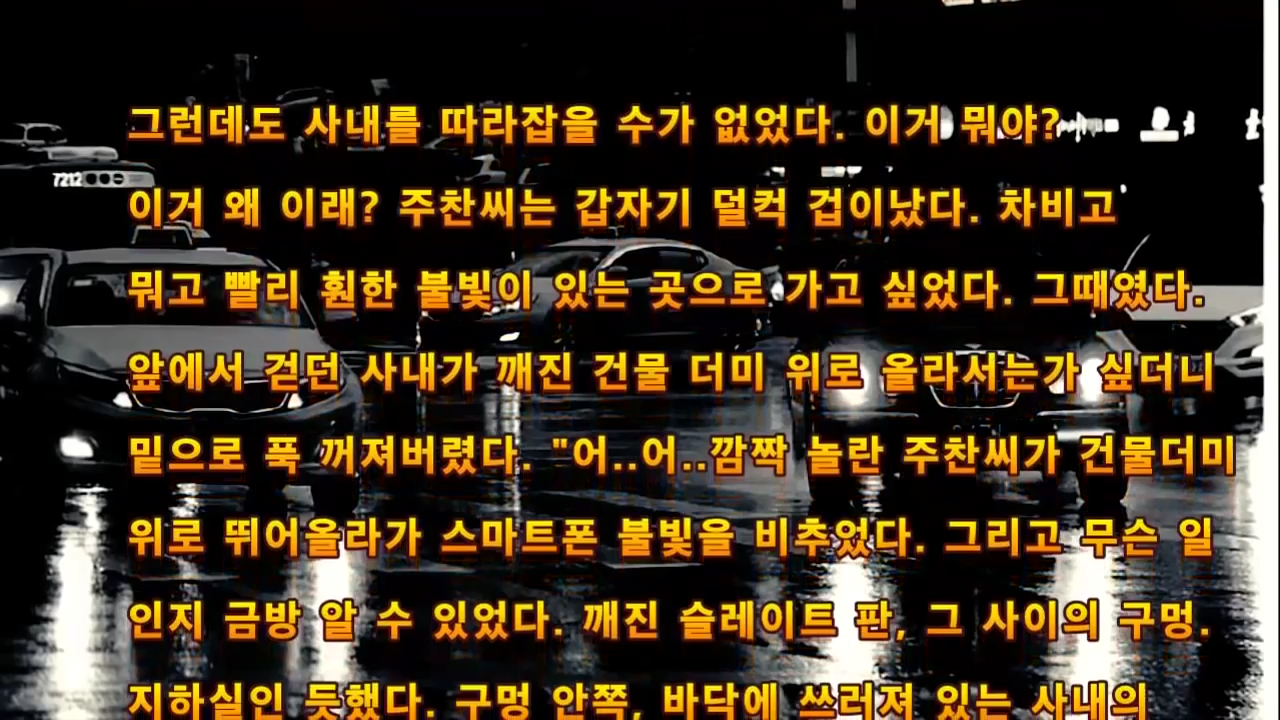 그런데도 사내를 따라잡을 수가 없었다. 이거 뭐야?
7212
이거 왜 이래? 주찬씨는 갑자기 덜컥 겁이났다. 차비고
뭐고 빨리 훤한 불빛이 있는 곳으로 가고 싶었다. 그때였다.
앞에서 걷던 사내가 깨진 건물 더미 위로 올라서는가 싶더니
밑으로 푹 꺼져버렸다. "어..어..깜짝 놀란 주찬씨가 건물더미
위로 뛰어올라가 스마트폰 불빛을 비추었다. 그리고 무슨 일
인지 금방 알 수 있었다. 깨진 슬레이트 판, 그 사이의 구멍.
지하실인 듯했다. 구멍 안쪽, 바닥에 쓰러져 있는 사내의